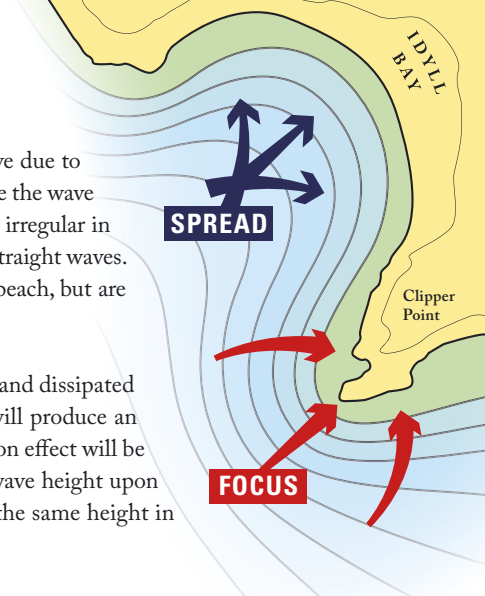 IDYLL
BAY
ve due to
e the wave
irregular in
traight waves.
beach, but are
SPREAD
Clipper
Point
and dissipated
will produce an
on effect will be
wave height upon
the same height in
FOCUS